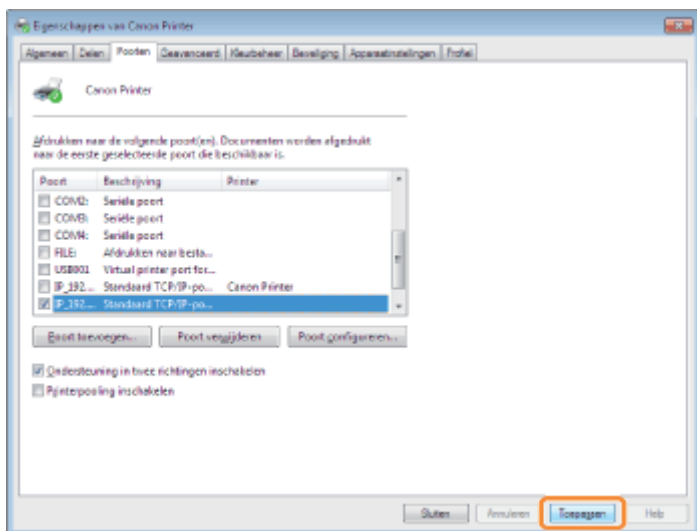 Eigenschappen van Canon Printer
Algemeen Delen Poorten Geavanceerd Kleurbeheer Beveiliging Apparaatinstellingen Profiel
Canon Printer
Afdrukken naar de volgende poort(en). Documenten worden afgedrukt
naar de eerste geselecteerde poort die beschikbaar is.
Poort Beschrijving Printer
COM2: Seriële poort
COM3: Seriële poort
COM4: Seriële poort
FILE: Afdrukken naar besta...
USB001 Virtual printer port for...
IP_192... Standaard TCP/IP-po... Canon Printer
IP_192... Standaard TCP/IP-po...
Poort toevoegen... Poort verwijderen Poort configureren...
Ondersteuning in twee richtingen inschakelen
Printerpooling inschakelen
Sluiten Annuleren Toepassen Help